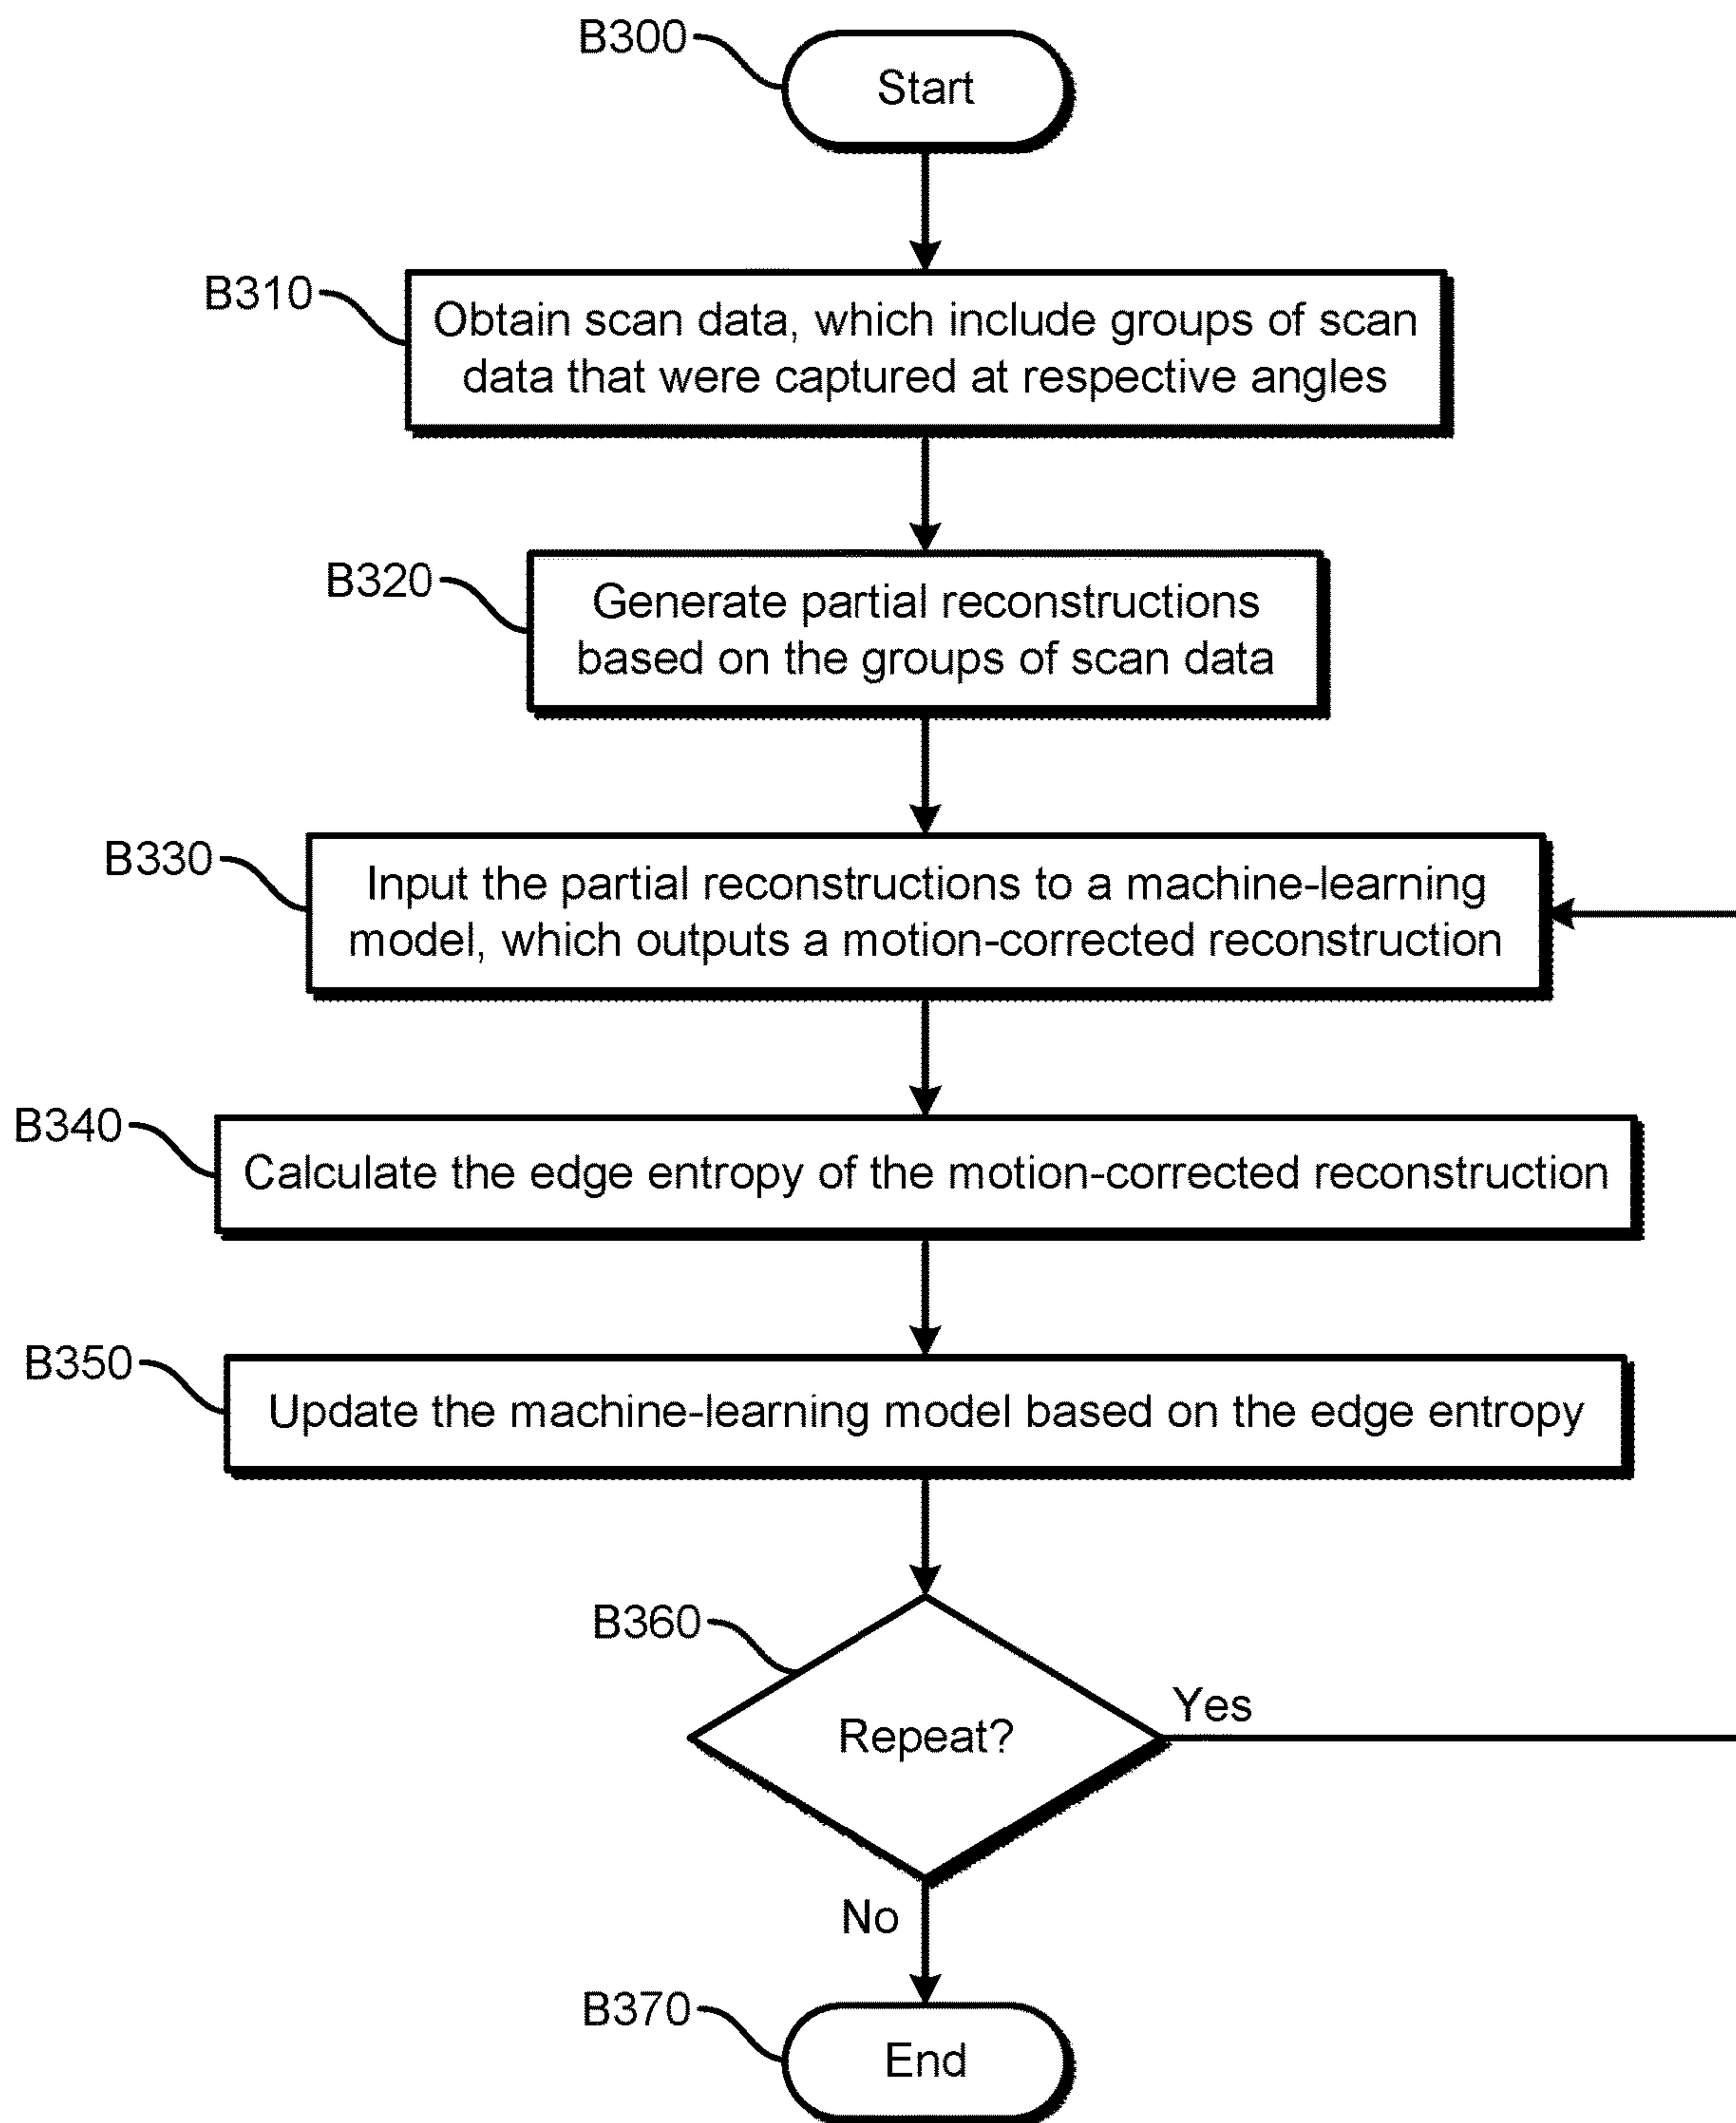 B300
Start
B310
Obtain scan data, which include groups of scan
data that were captured at respective angles
B320
Generate partial reconstructions
based on the groups of scan data
B330
Input the partial reconstructions to a machine-learning
model, which outputs a motion-corrected reconstruction
B340
Calculate the edge entropy of the motion-corrected reconstruction
B350
Update the machine-learning model based on the edge entropy
B360
Repeat?
Yes
No
B370
End